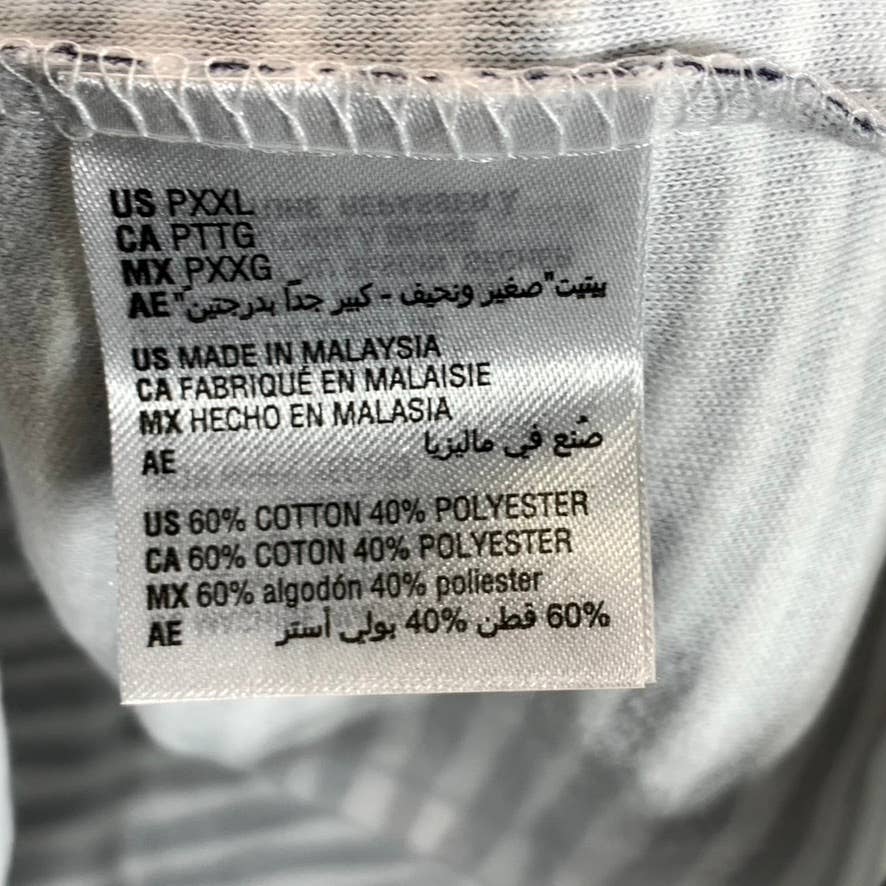 US PXXL
CA PTTG
MX PXXG
AE بيتيت"صغير ونحيف - كبير جداً بدرجتين"
US MADE IN MALAYSIA
CA FABRIQUÉ EN MALAISIE
MX HECHO EN MALASIA
AE صُنع في ماليزيا
US 60% COTTON 40% POLYESTER
CA 60% COTON 40% POLYESTER
MX 60% algodón 40% poliester
AE 60% قطن 40% بولي أستر